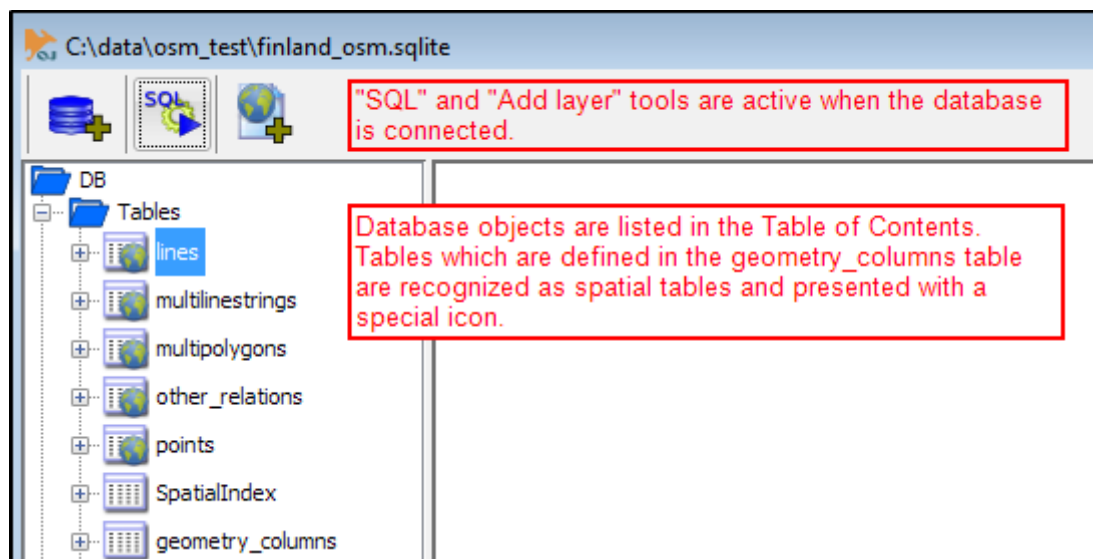 C:\data\osm_test\finland_osm.sqlite
SQL
"SQL" and "Add layer" tools are active when the database
is connected.
DB
Tables
lines
Database objects are listed in the Table of Contents.
Tables which are defined in the geometry_columns table
are recognized as spatial tables and presented with a
special icon.
multilinestrings
multipolygons
other_relations
points
SpatialIndex
geometry_columns